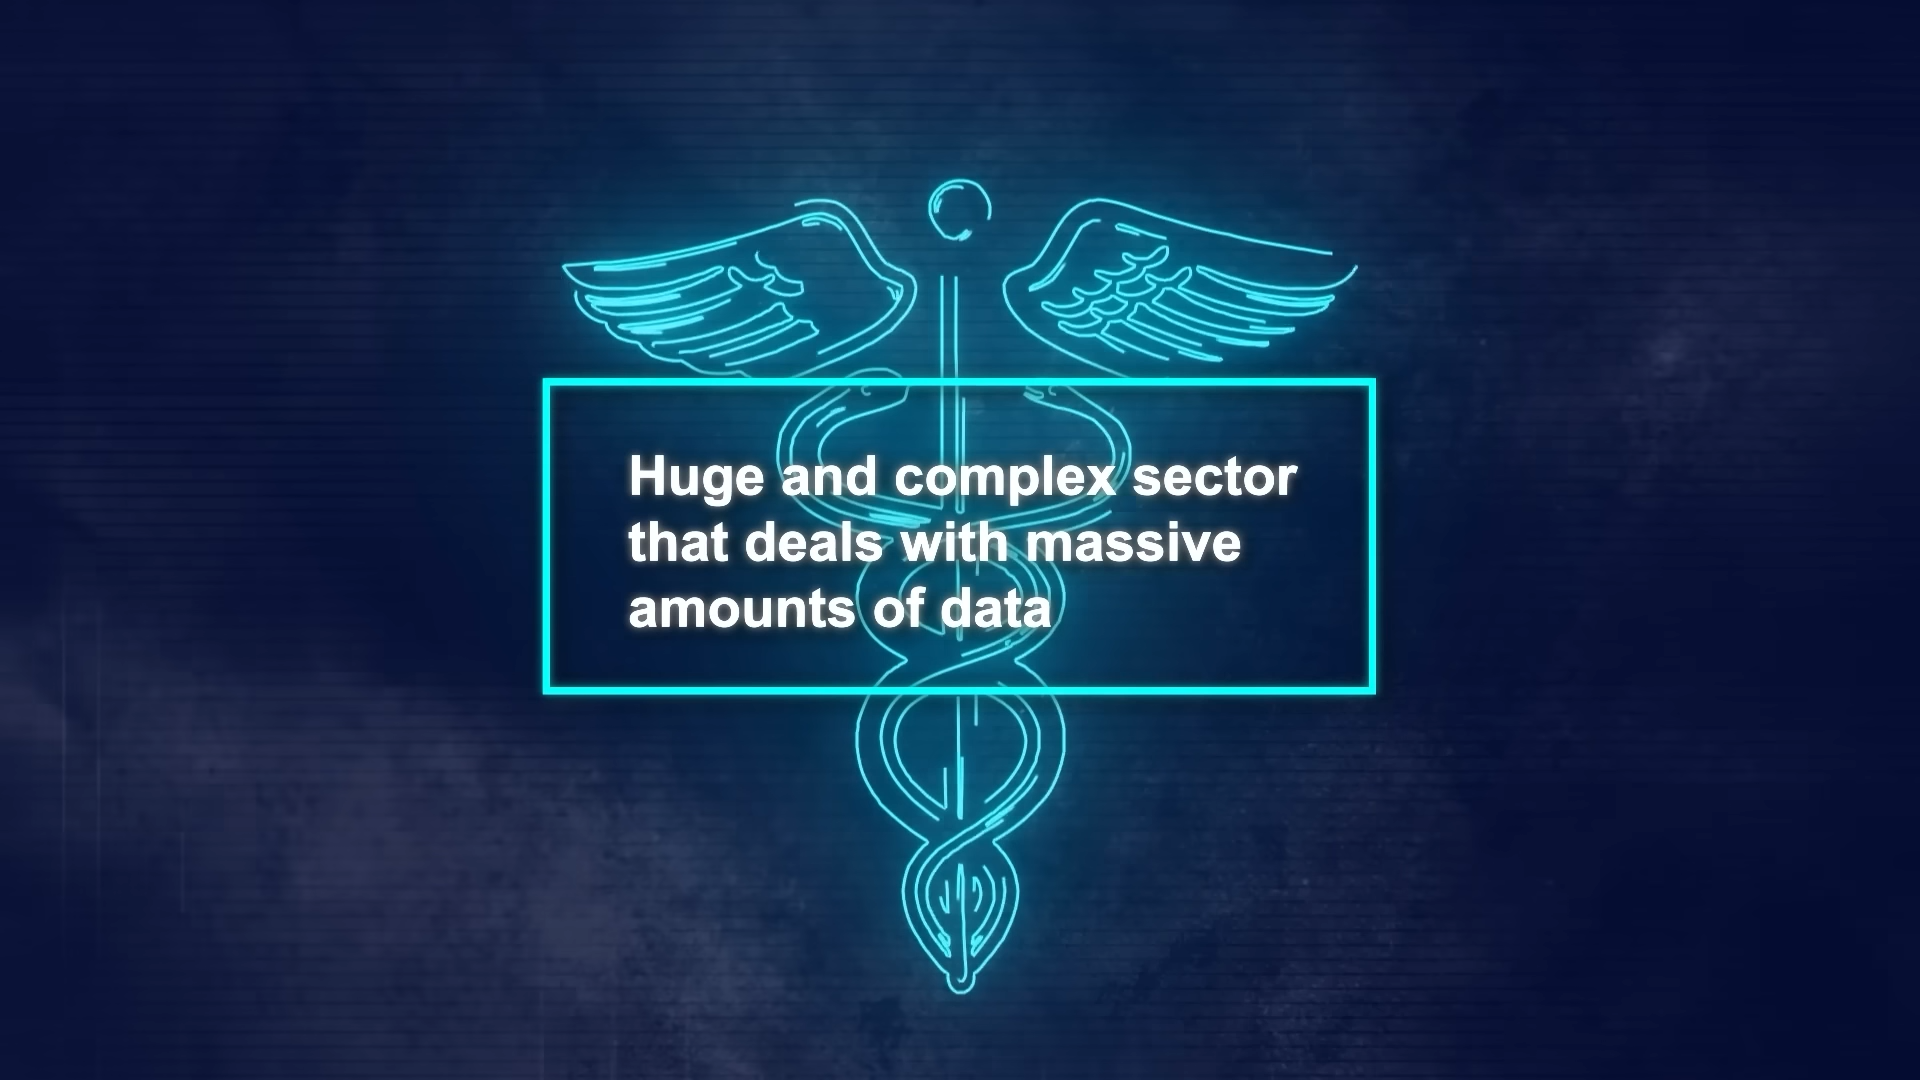 Huge and complex sector
that deals with massive
amounts of data